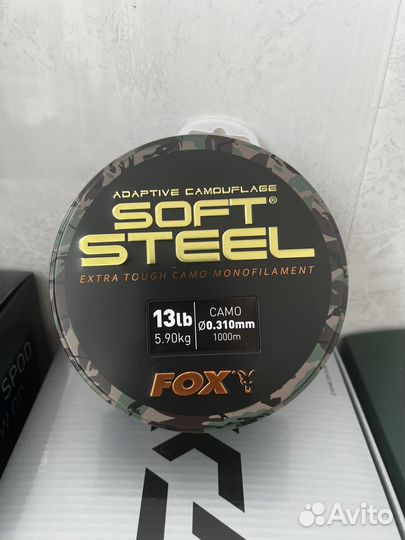 ADAPTIVE CAMOUFLAGE
SOFT®
STEEL
EXTRA TOUGH CAMO MONOFILAMENT
13lb
5.90kg
CAMO
Ø0.310mm
1000m
FOX
SPOD
Avito